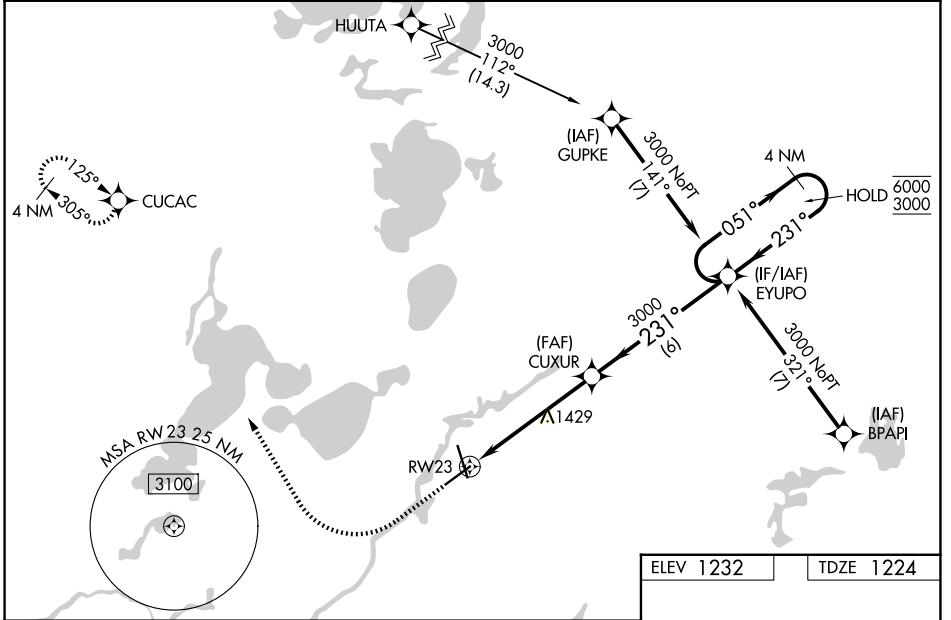 HUUTA
3000
112°
(14.3)
(IAF)
GUPKE
3000 NoPT
141°
(7)
4 NM
HOLD 6000
3000
051°
231°
125°
305°
4 NM
CUCAC
(IF/IAF)
EYUPO
3000
231°
(6)
(FAF)
CUXUR
3000 NoPT
321°
(7)
1429
(IAF)
BPAPI
RW23
MSA RW23 25 NM
3100
ELEV 1232
TDZE 1224